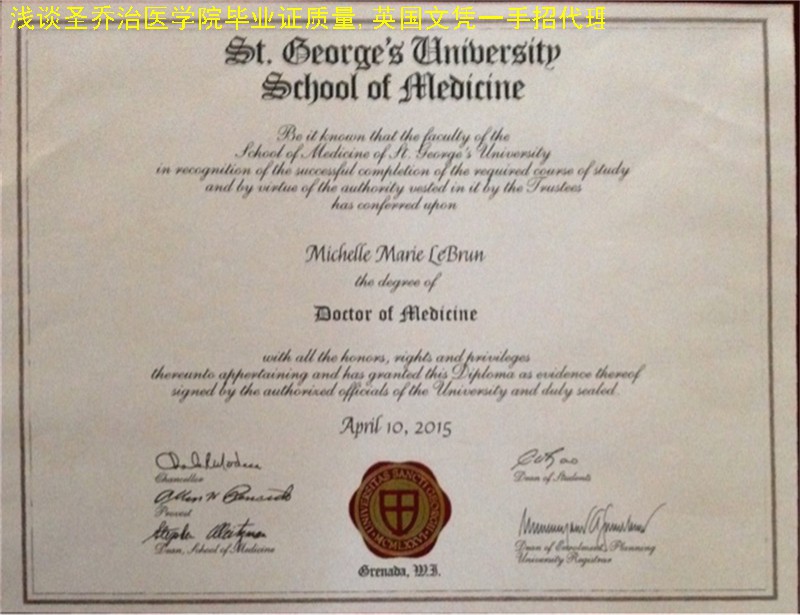 浅谈圣乔治医学院毕业证质量,英国文凭一手招代理
St. George's University
School of Medicine
Be it known that the faculty of the
School of Medicine of St. George's University
in recognition of the successful completion of the required course of study
and by virtue of the authority vested in it by the Trustees
has conferred upon
Michelle Marie LeBrun
the degree of
Doctor of Medicine
with all the honors, rights and privileges
thereunto appertaining and has granted this Diploma as evidence thereof
signed by the authorized officials of the University and duly sealed.
April 10, 2015
Chancellor
Provost
Dean, School of Medicine
UNIVERSITAS SANCTI GEORGII
MCMLXXVI
Grenada, W.I.
Dean of Students
Dean of Enrolment Planning
University Registrar